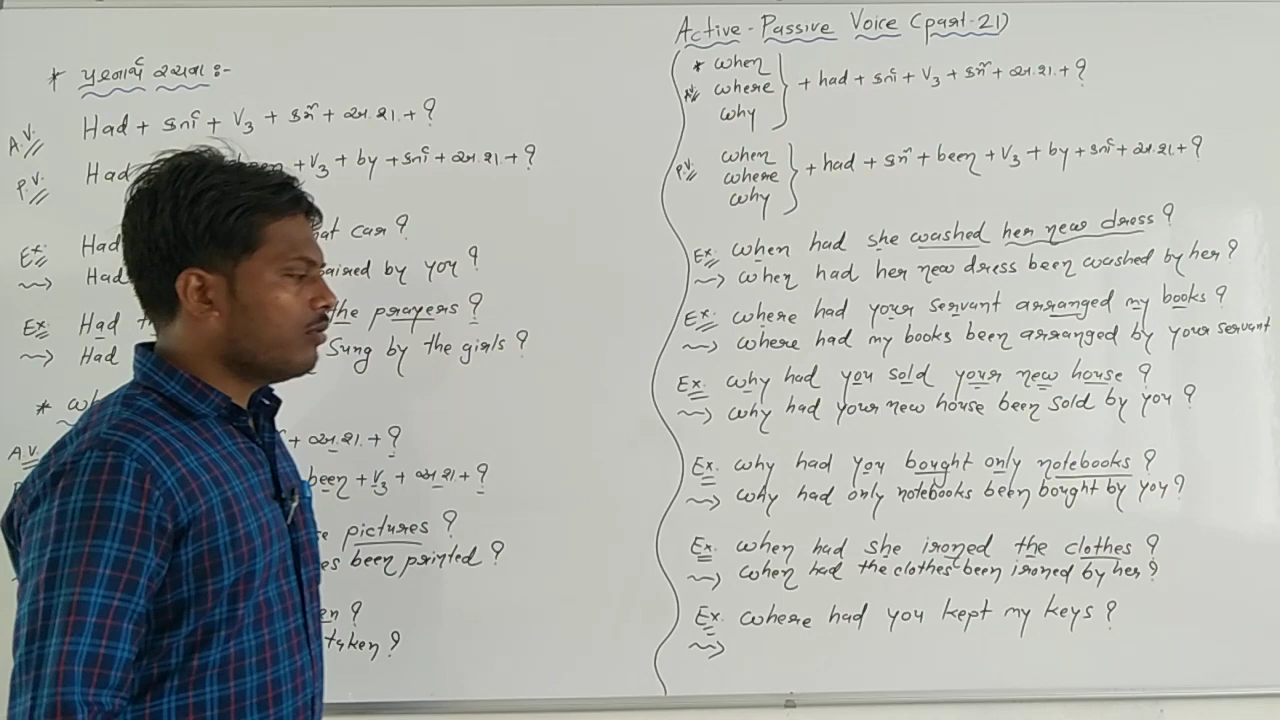 * પ્રશ્નાર્થ રચના :-
A.V. Had + કર્તા + V3 + કર્મ + અ.શા. + ?
P.V. Had been + V3 + by + કર્તા + અ.શા. + ?
Ex. Had that car ?
Had by you ?
Ex. Had the prayers ?
Had Sung by the girls ?
*
A.V. + અ.શા. + ?
been + V3 + અ.શા. + ?
pictures ?
been printed ?
?
taken ?
Active - Passive Voice (part-21)
* when
A.V. where + had + કર્તા + V3 + કર્મ + અ.શા. + ?
why
when
P.V. where + had + કર્મ + been + V3 + by + કર્તા + અ.શા. + ?
why
Ex. when had she washed her new dress ?
when had her new dress been washed by her ?
Ex. where had your servant arranged my books ?
where had my books been arranged by your servant
Ex. why had you sold your new house ?
why had your new house been sold by you ?
Ex. why had you bought only notebooks ?
why had only notebooks been bought by you ?
Ex. when had she ironed the clothes ?
when had the clothes been ironed by her ?
Ex. where had you kept my keys ?